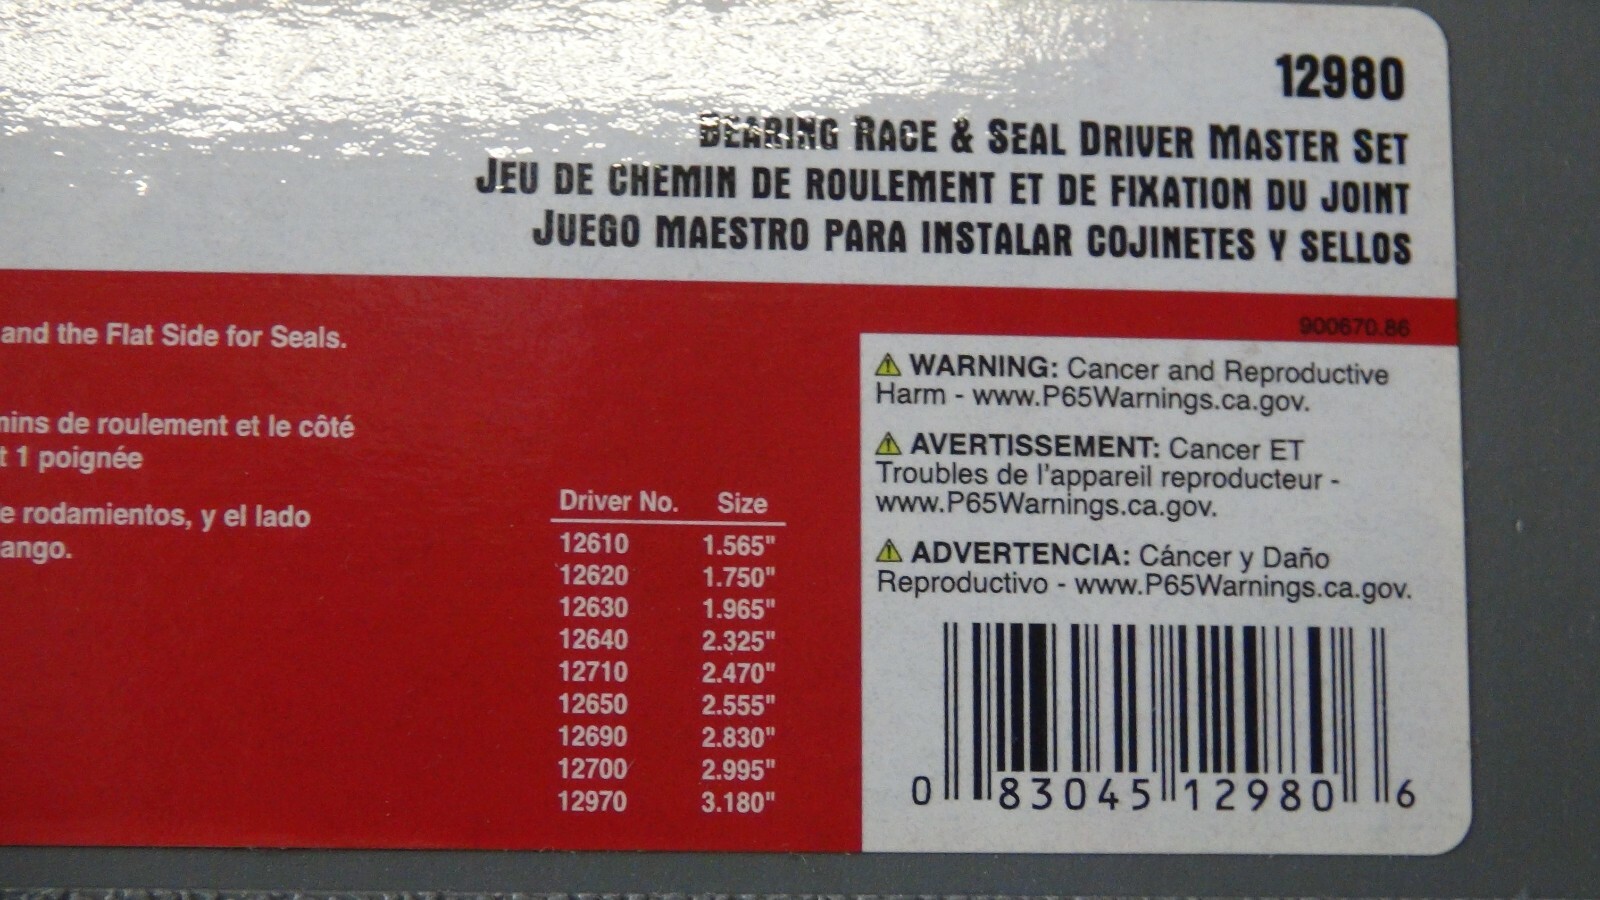 12980
BEARING RACE & SEAL DRIVER MASTER SET
JEU DE CHEMIN DE ROULEMENT ET DE FIXATION DU JOINT
JUEGO MAESTRO PARA INSTALAR COJINETES Y SELLOS
900670.86
and the Flat Side for Seals.
mins de roulement et le côté
t 1 poignée
e rodamientos, y el lado
ango.
Driver No. Size
12610 1.565"
12620 1.750"
12630 1.965"
12640 2.325"
12710 2.470"
12650 2.555"
12690 2.830"
12700 2.995"
12970 3.180"
⚠ WARNING: Cancer and Reproductive
Harm - www.P65Warnings.ca.gov.
⚠ AVERTISSEMENT: Cancer ET
Troubles de l'appareil reproducteur -
www.P65Warnings.ca.gov.
⚠ ADVERTENCIA: Cáncer y Daño
Reproductivo - www.P65Warnings.ca.gov.
0 83045 12980 6